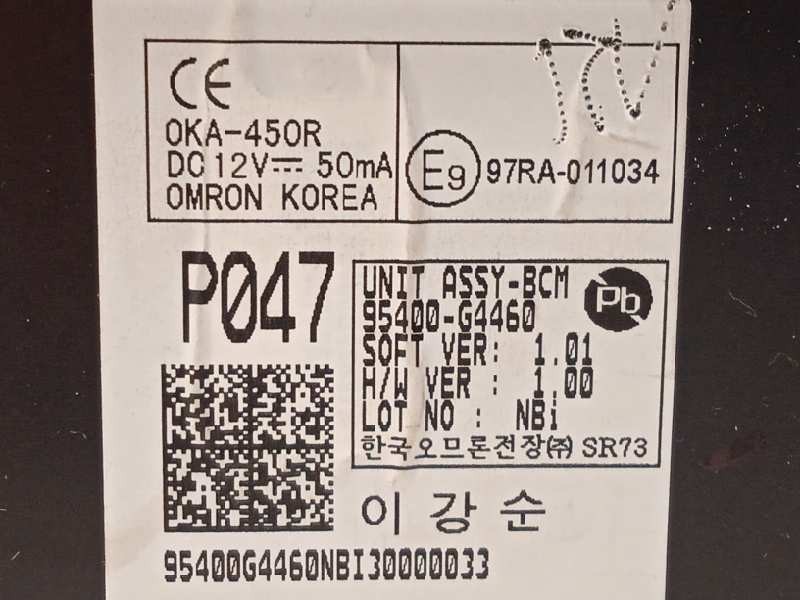 CE
OKA-450R
DC 12V⎓ 50mA
OMRON KOREA
E9 97RA-011034
P047
UNIT ASSY-BCM
Pb
95400-G4460
SOFT VER: 1.01
H/W VER : 1.00
LOT NO : NBi
한국오므론전장㈜ SR73
이강순
95400G4460NBI30000033